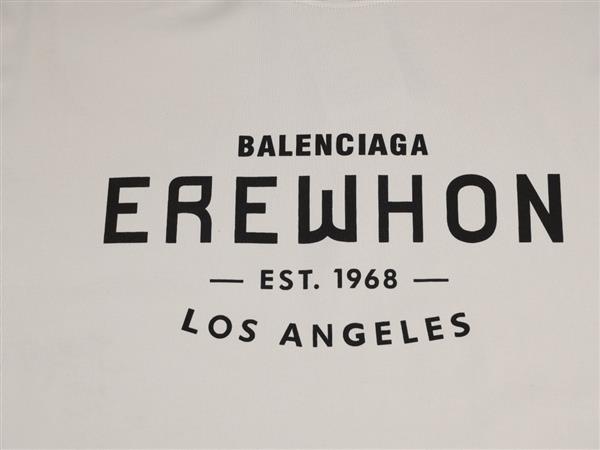 BALENCIAGA
EREWHON
— EST. 1968 —
LOS ANGELES